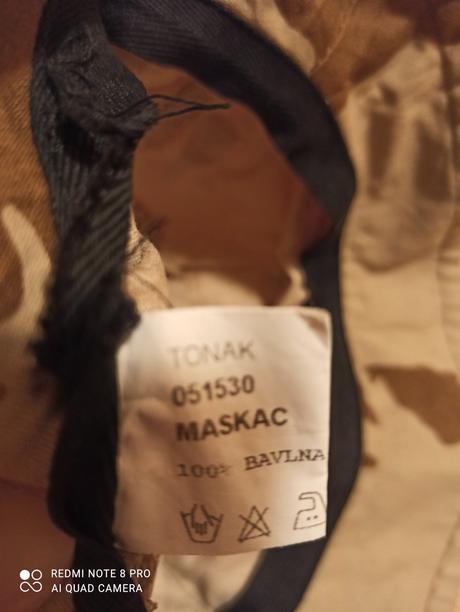 TONAK
051530
MASKAC
100% BAVLNA
REDMI NOTE 8 PRO
AI QUAD CAMERA